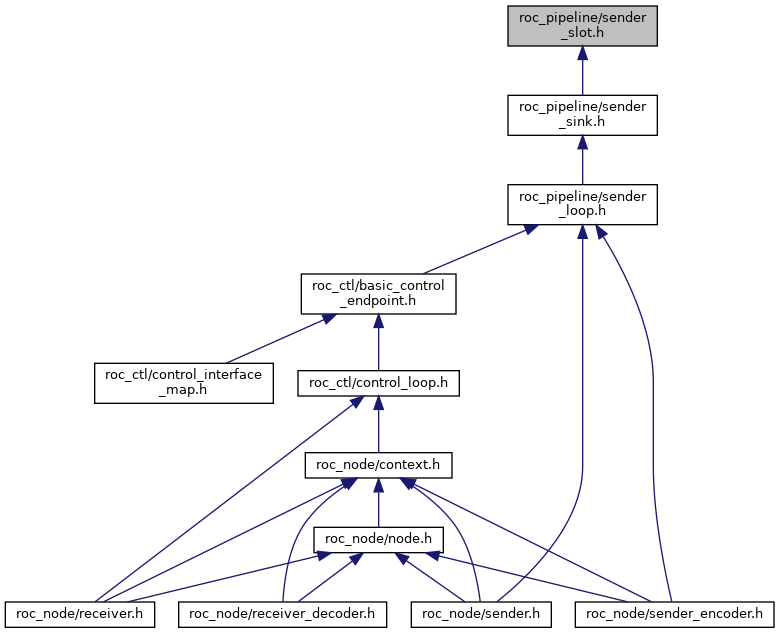 roc_pipeline/sender
_slot.h
roc_pipeline/sender
_sink.h
roc_pipeline/sender
_loop.h
roc_ctl/basic_control
_endpoint.h
roc_ctl/control_interface
_map.h
roc_ctl/control_loop.h
roc_node/context.h
roc_node/node.h
roc_node/receiver.h
roc_node/receiver_decoder.h
roc_node/sender.h
roc_node/sender_encoder.h